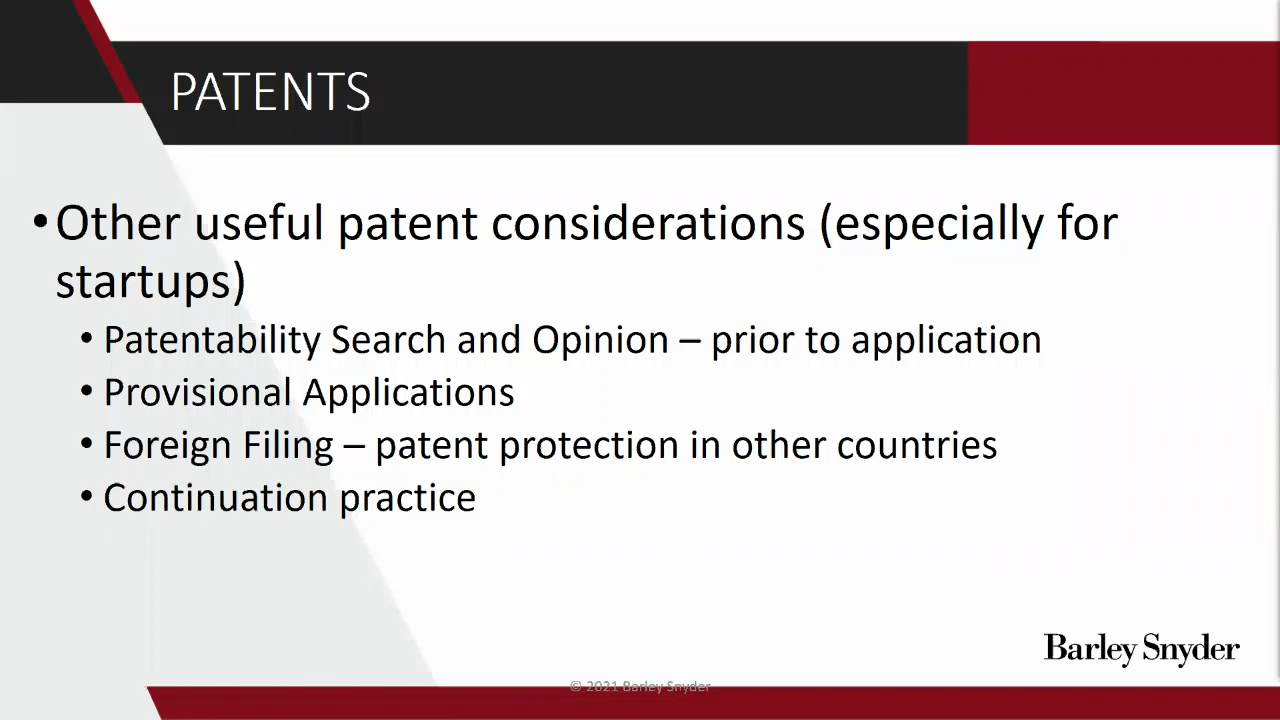 PATENTS
•Other useful patent considerations (especially for
startups)
• Patentability Search and Opinion – prior to application
• Provisional Applications
• Foreign Filing – patent protection in other countries
• Continuation practice
Barley Snyder
© 2021 Barley Snyder